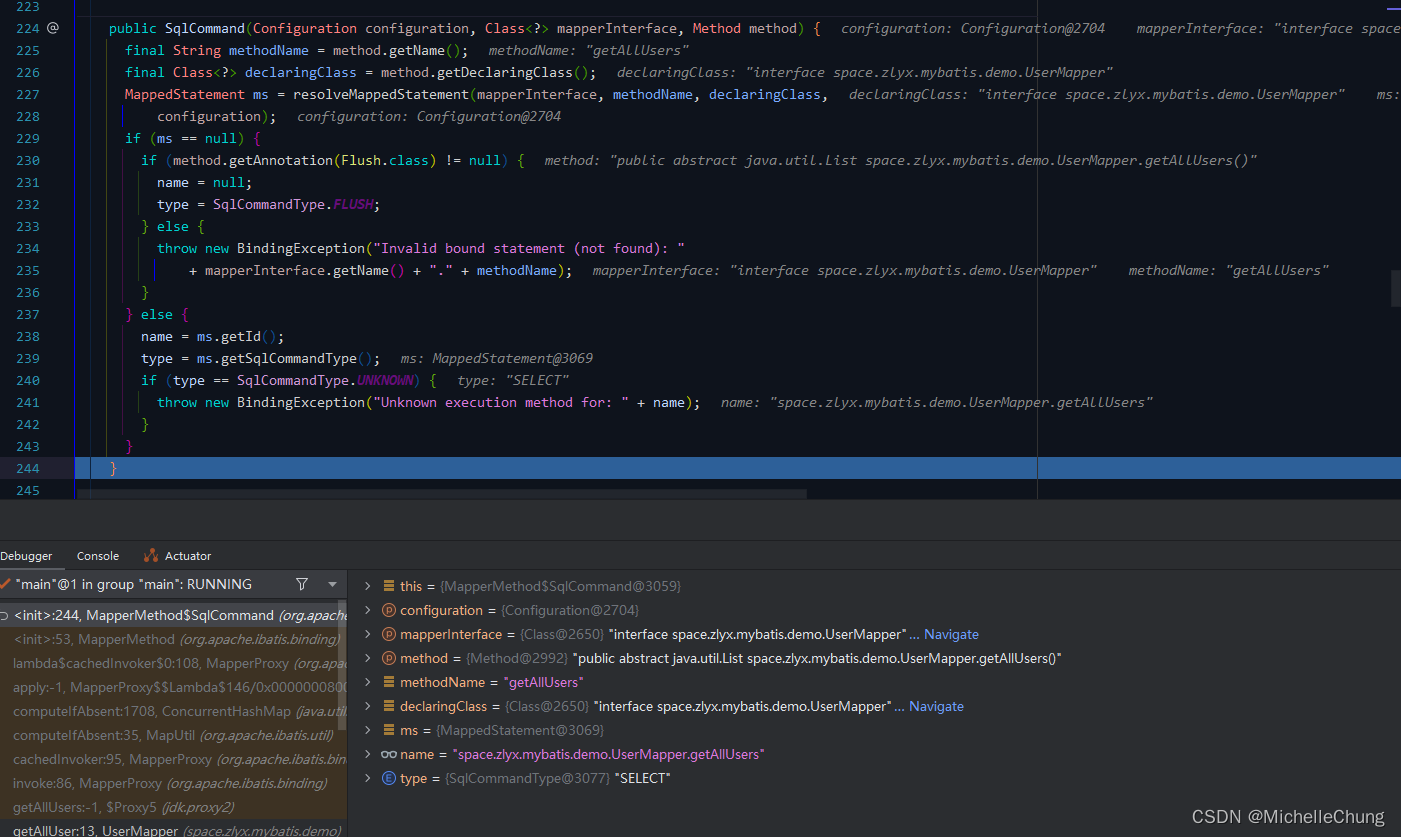 223
224 @ public SqlCommand(Configuration configuration, Class<?> mapperInterface, Method method) { configuration: Configuration@2704 mapperInterface: "interface space
225 final String methodName = method.getName(); methodName: "getAllUsers"
226 final Class<?> declaringClass = method.getDeclaringClass(); declaringClass: "interface space.zlyx.mybatis.demo.UserMapper"
227 MappedStatement ms = resolveMappedStatement(mapperInterface, methodName, declaringClass, declaringClass: "interface space.zlyx.mybatis.demo.UserMapper" ms:
228 configuration); configuration: Configuration@2704
229 if (ms == null) {
230 if (method.getAnnotation(Flush.class) != null) { method: "public abstract java.util.List space.zlyx.mybatis.demo.UserMapper.getAllUsers()"
231 name = null;
232 type = SqlCommandType.FLUSH;
233 } else {
234 throw new BindingException("Invalid bound statement (not found): "
235 + mapperInterface.getName() + "." + methodName); mapperInterface: "interface space.zlyx.mybatis.demo.UserMapper" methodName: "getAllUsers"
236 }
237 } else {
238 name = ms.getId();
239 type = ms.getSqlCommandType(); ms: MappedStatement@3069
240 if (type == SqlCommandType.UNKNOWN) { type: "SELECT"
241 throw new BindingException("Unknown execution method for: " + name); name: "space.zlyx.mybatis.demo.UserMapper.getAllUsers"
242 }
243 }
244 }
245
Debugger Console Actuator
"main"@1 in group "main": RUNNING
<init>:244, MapperMethod$SqlCommand (org.apache
<init>:53, MapperMethod (org.apache.ibatis.binding)
lambda$cachedInvoker$0:108, MapperProxy (org.apa
apply:-1, MapperProxy$$Lambda$146/0x0000000800
computeIfAbsent:1708, ConcurrentHashMap (java.util
computeIfAbsent:35, MapUtil (org.apache.ibatis.util)
cachedInvoker:95, MapperProxy (org.apache.ibatis.bin
invoke:86, MapperProxy (org.apache.ibatis.binding)
getAllUsers:-1, $Proxy5 (jdk.proxy2)
getAllUser:13, UserMapper (space.zlyx.mybatis.demo)
this = {MapperMethod$SqlCommand@3059}
configuration = {Configuration@2704}
mapperInterface = {Class@2650} "interface space.zlyx.mybatis.demo.UserMapper" ... Navigate
method = {Method@2992} "public abstract java.util.List space.zlyx.mybatis.demo.UserMapper.getAllUsers()"
methodName = "getAllUsers"
declaringClass = {Class@2650} "interface space.zlyx.mybatis.demo.UserMapper" ... Navigate
ms = {MappedStatement@3069}
name = "space.zlyx.mybatis.demo.UserMapper.getAllUsers"
type = {SqlCommandType@3077} "SELECT"
CSDN @MichelleChung